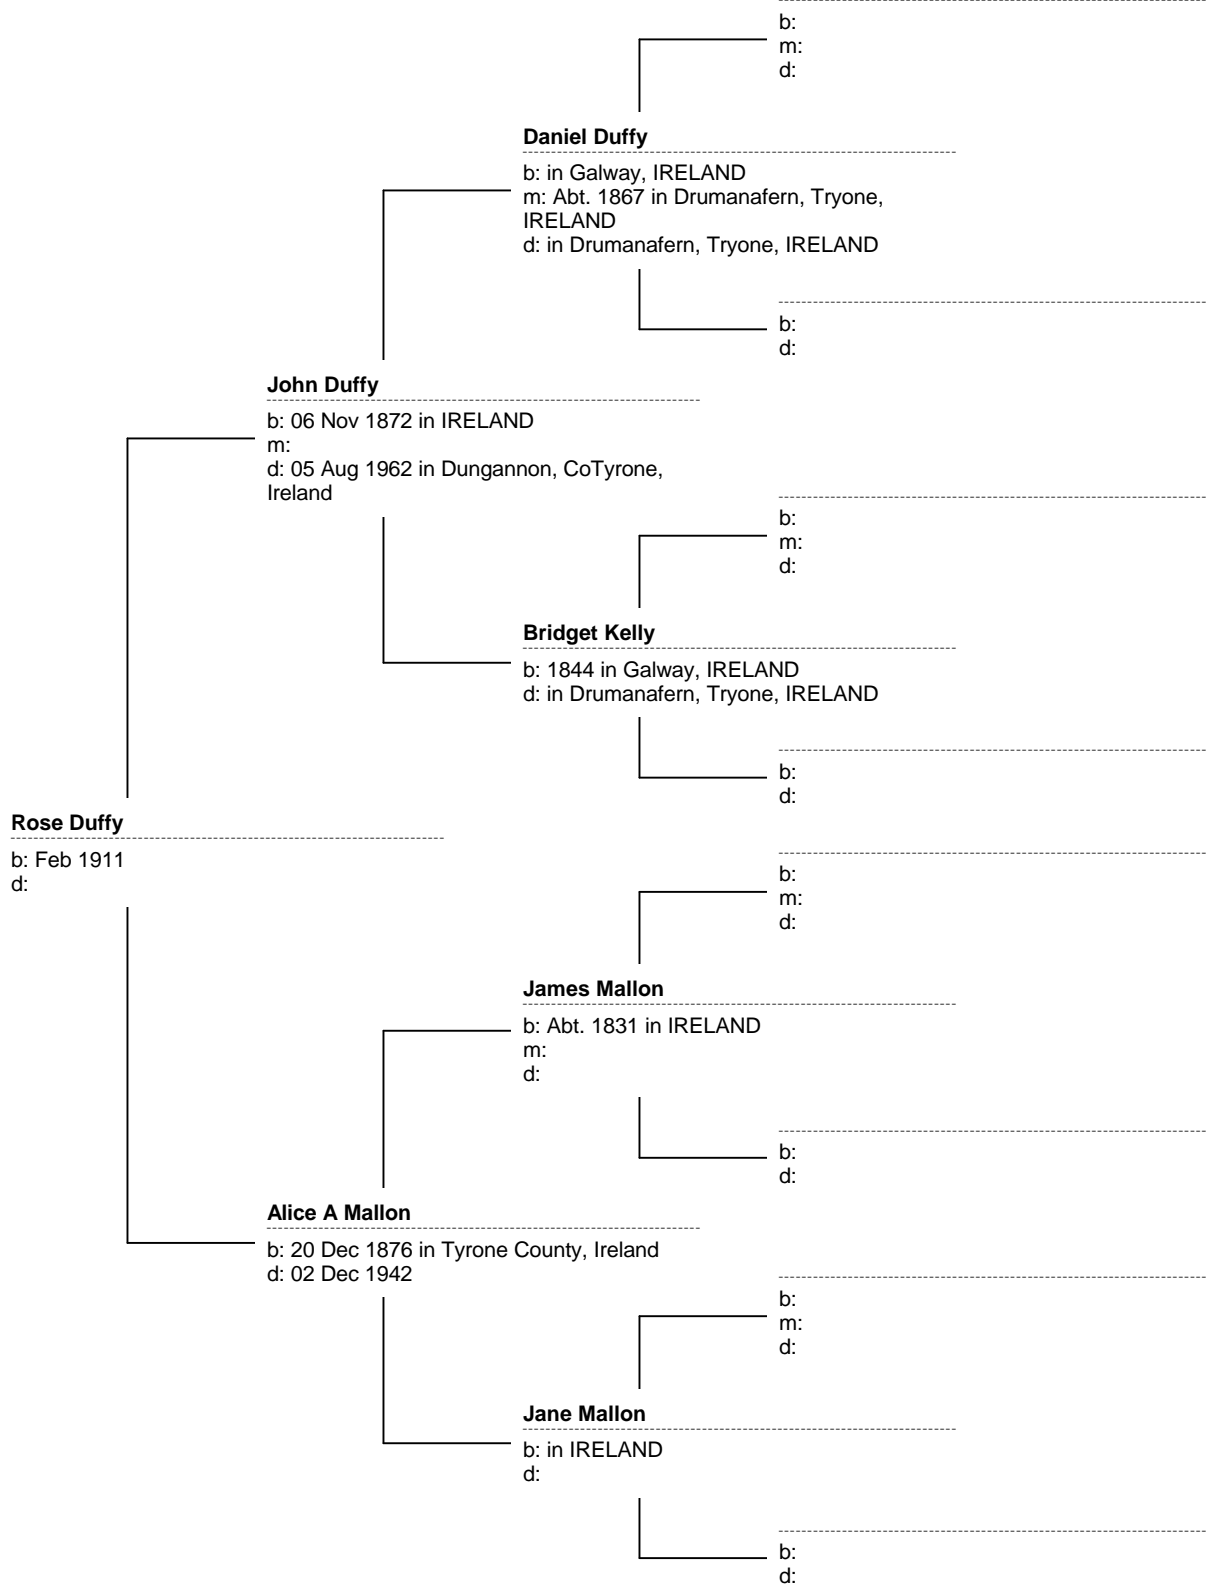 b:
m:
d:
Daniel Duffy
b: in Galway, IRELAND
m: Abt. 1867 in Drumanafern, Tryone,
IRELAND
d: in Drumanafern, Tryone, IRELAND
b:
d:
John Duffy
b: 06 Nov 1872 in IRELAND
m:
d: 05 Aug 1962 in Dungannon, CoTyrone,
Ireland
b:
m:
d:
Bridget Kelly
b: 1844 in Galway, IRELAND
d: in Drumanafern, Tryone, IRELAND
b:
d:
Rose Duffy
b: Feb 1911
d:
b:
m:
d:
James Mallon
b: Abt. 1831 in IRELAND
m:
d:
b:
d:
Alice A Mallon
b: 20 Dec 1876 in Tyrone County, Ireland
d: 02 Dec 1942
b:
m:
d:
Jane Mallon
b: in IRELAND
d:
b:
d: